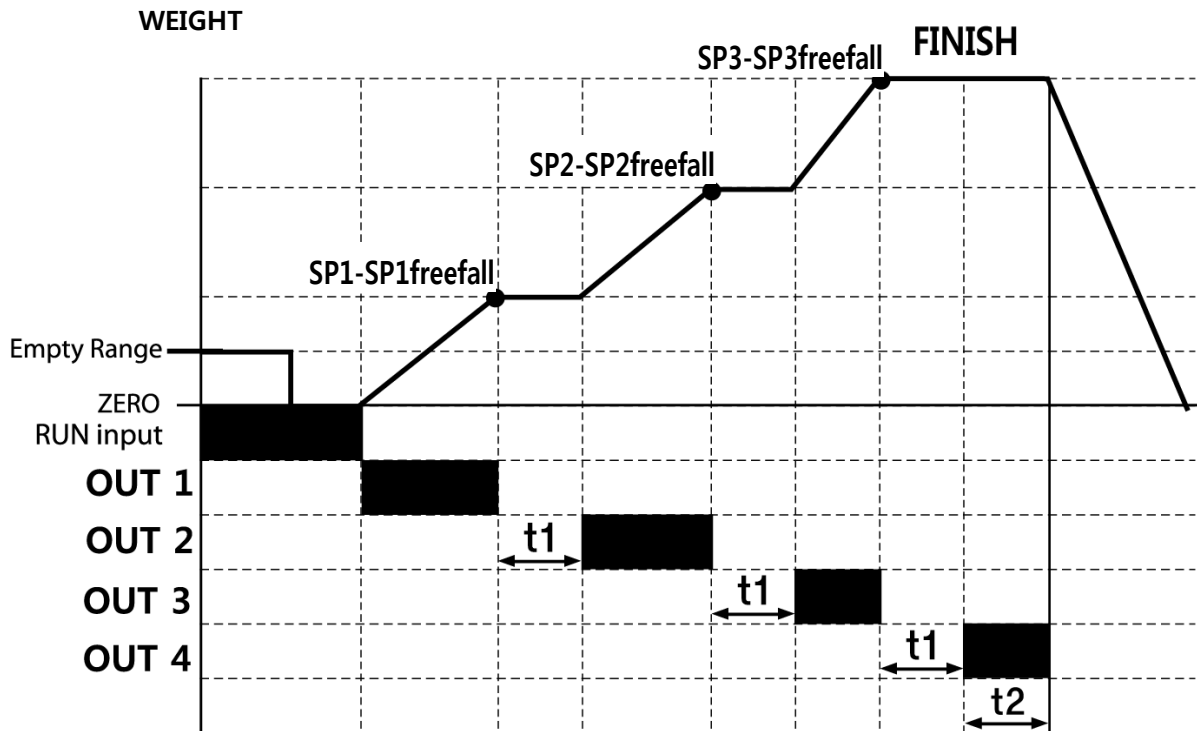 WEIGHT
FINISH
SP3-SP3freefall
SP2-SP2freefall
SP1-SP1freefall
Empty Range
ZERO
RUN input
OUT 1
OUT 2
t1
OUT 3
t1
OUT 4
t1
t2